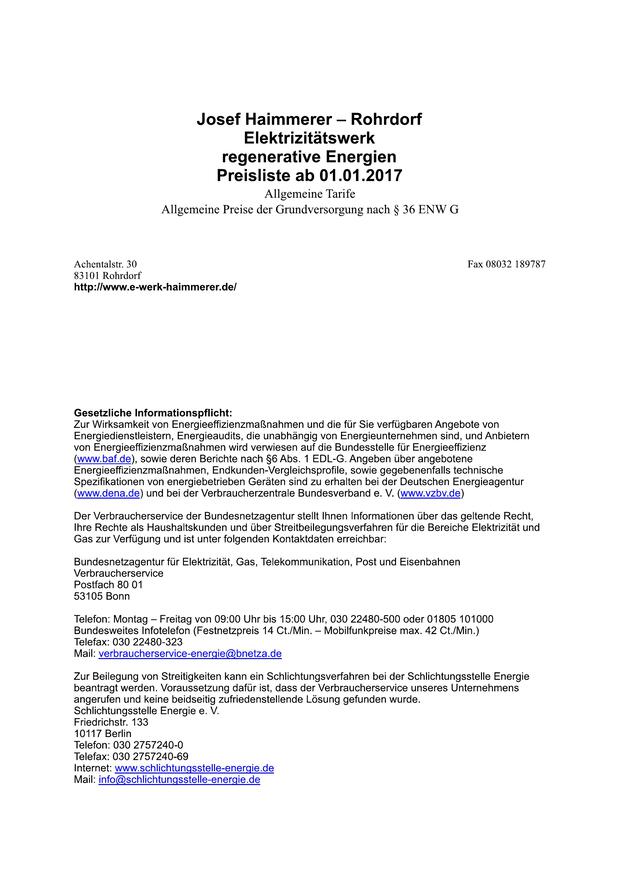 Josef Haimmerer – Rohrdorf
Elektrizitätswerk
regenerative Energien
Preisliste ab 01.01.2017
Allgemeine Tarife
Allgemeine Preise der Grundversorgung nach § 36 ENW G
Achentalstr. 30
Fax 08032 189787
83101 Rohrdorf
http://www.e-werk-haimmerer.de/
Gesetzliche Informationspflicht:
Zur Wirksamkeit von Energieeffizienzmaßnahmen und die für Sie verfügbaren Angebote von
Energiedienstleistern, Energieaudits, die unabhängig von Energieunternehmen sind, und Anbietern
von Energieeffizienzmaßnahmen wird verwiesen auf die Bundesstelle für Energieeffizienz
(www.baf.de), sowie deren Berichte nach §6 Abs. 1 EDL-G. Angeben über angebotene
Energieeffizienzmaßnahmen, Endkunden-Vergleichsprofile, sowie gegebenenfalls technische
Spezifikationen von energiebetrieben Geräten sind zu erhalten bei der Deutschen Energieagentur
(www.dena.de) und bei der Verbraucherzentrale Bundesverband e. V. (www.vzbv.de)
Der Verbraucherservice der Bundesnetzagentur stellt Ihnen Informationen über das geltende Recht,
Ihre Rechte als Haushaltskunden und über Streitbeilegungsverfahren für die Bereiche Elektrizität und
Gas zur Verfügung und ist unter folgenden Kontaktdaten erreichbar:
Bundesnetzagentur für Elektrizität, Gas, Telekommunikation, Post und Eisenbahnen
Verbraucherservice
Postfach 80 01
53105 Bonn
Telefon: Montag – Freitag von 09:00 Uhr bis 15:00 Uhr, 030 22480-500 oder 01805 101000
Bundesweites Infotelefon (Festnetzpreis 14 Ct./Min. – Mobilfunkpreise max. 42 Ct./Min.)
Telefax: 030 22480-323
Mail: verbraucherservice-energie@bnetza.de
Zur Beilegung von Streitigkeiten kann ein Schlichtungsverfahren bei der Schlichtungsstelle Energie
beantragt werden. Voraussetzung dafür ist, dass der Verbraucherservice unseres Unternehmens
angerufen und keine beidseitig zufriedenstellende Lösung gefunden wurde.
Schlichtungsstelle Energie e. V.
Friedrichstr. 133
10117 Berlin
Telefon: 030 2757240-0
Telefax: 030 2757240-69
Internet: www.schlichtungsstelle-energie.de
Mail: info@schlichtungsstelle-energie.de